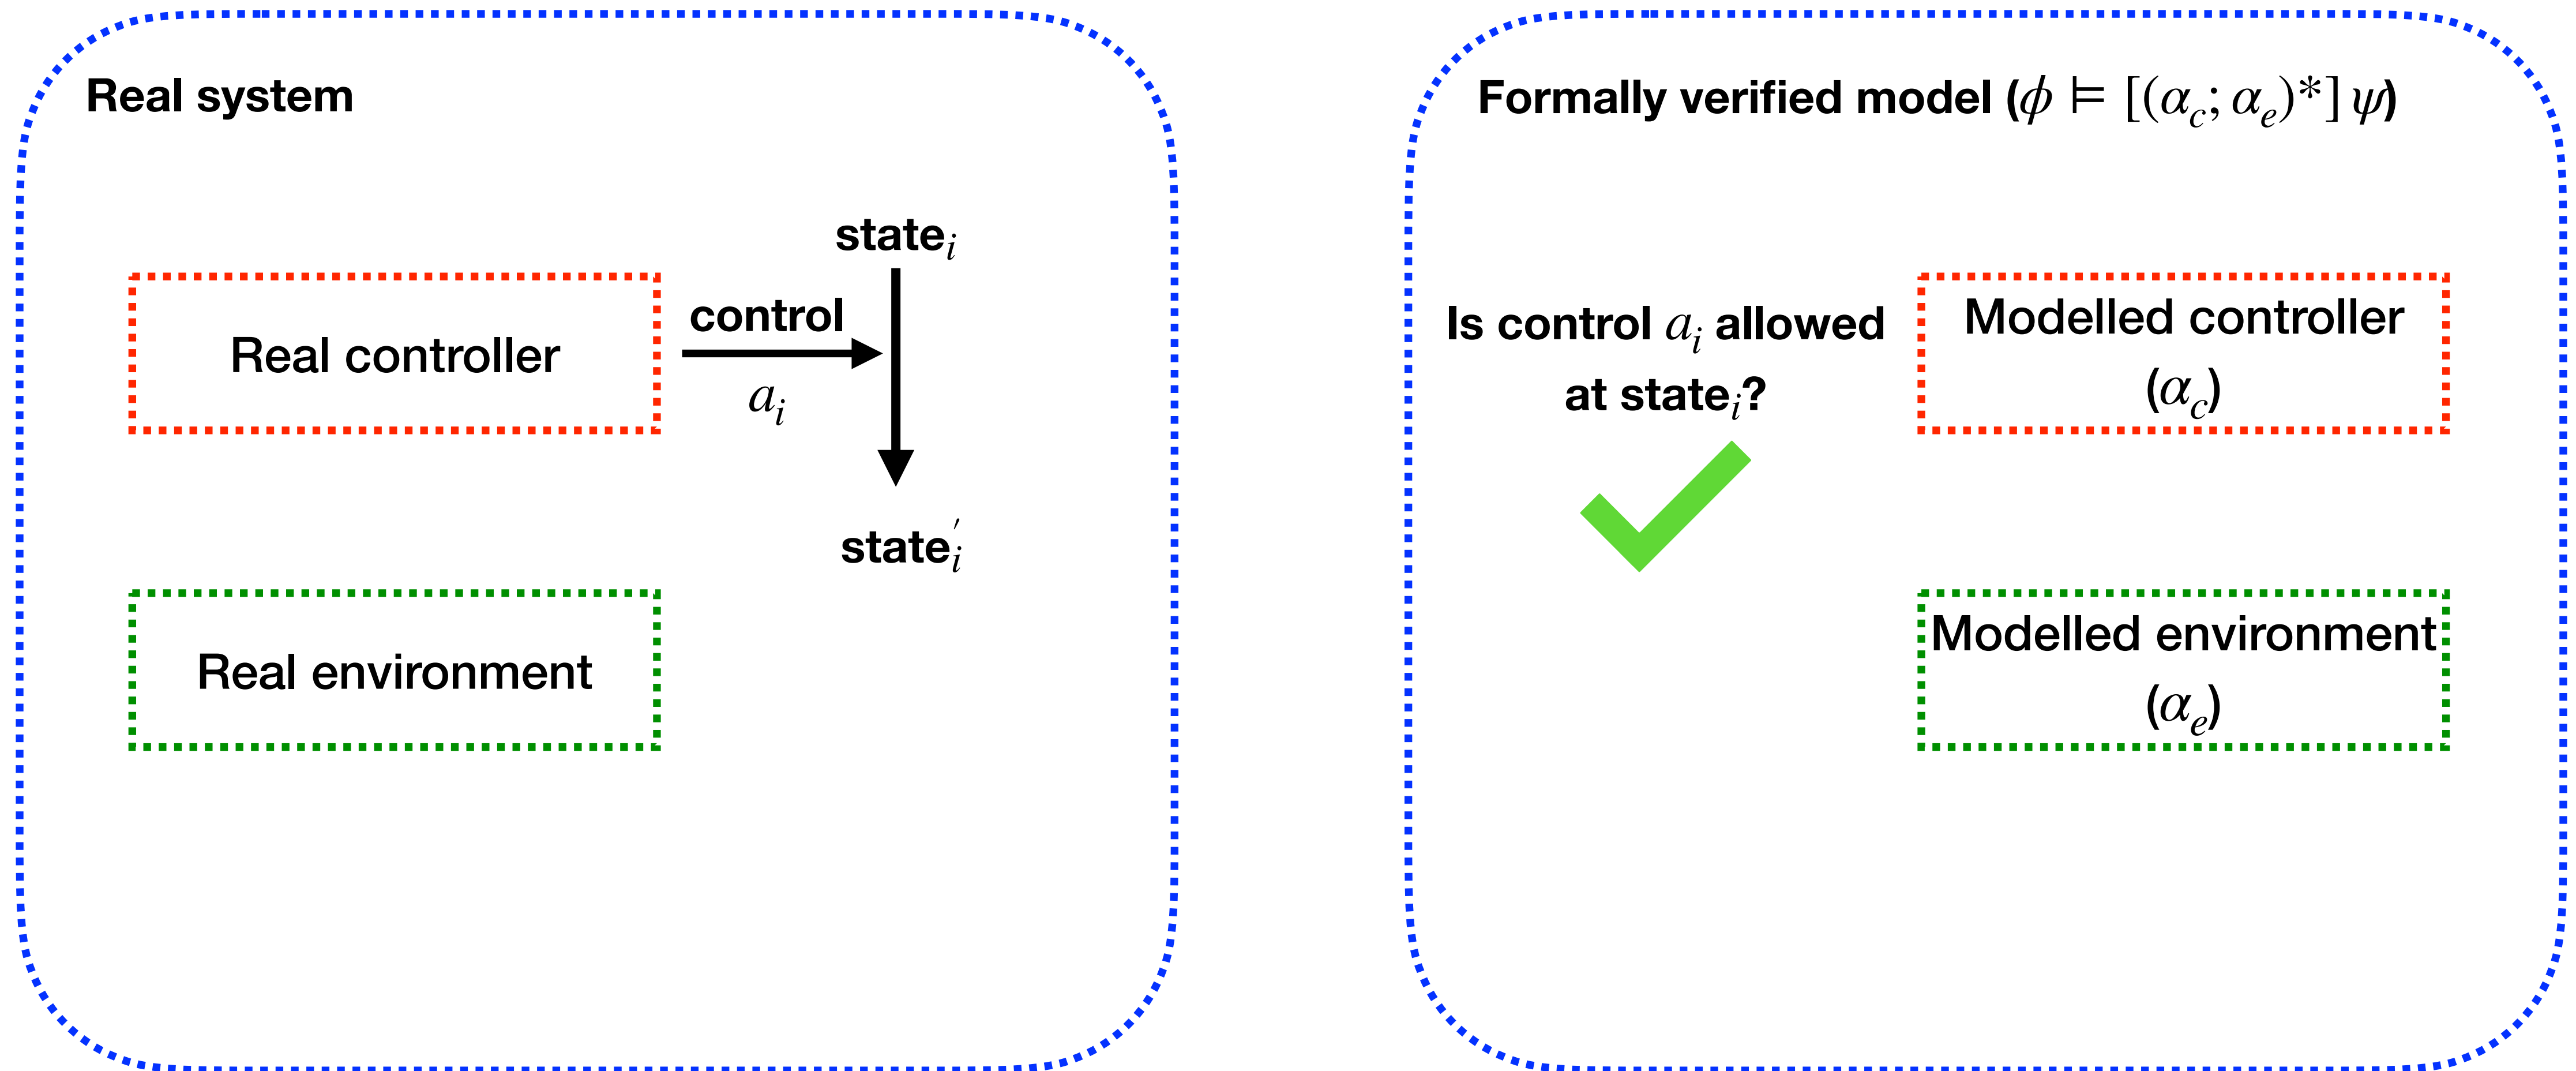 Real system
state𝑖
control
Real controller
𝑎𝑖
state′𝑖
Real environment
Formally verified model (𝜙 ⊨ [(𝛼𝑐; 𝛼𝑒)*] 𝜓)
Is control 𝑎𝑖 allowed
at state𝑖?
Modelled controller
(𝛼𝑐)
Modelled environment
(𝛼𝑒)